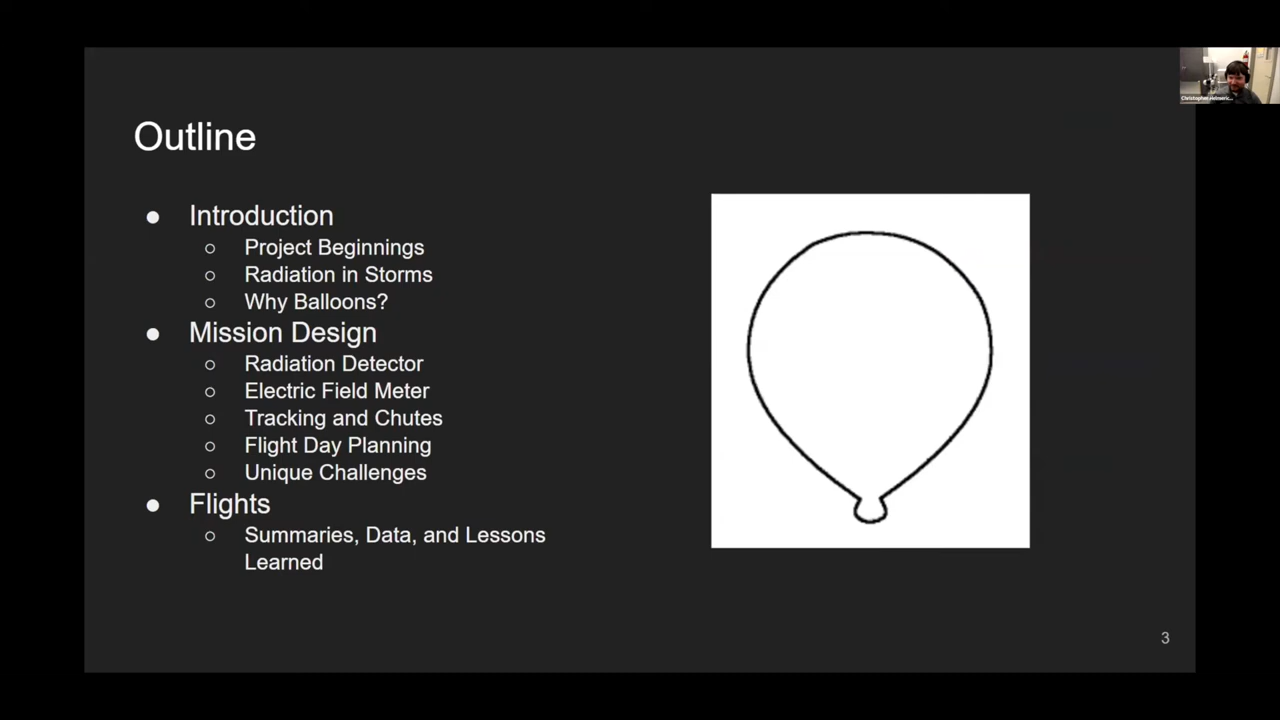 Outline
● Introduction
○ Project Beginnings
○ Radiation in Storms
○ Why Balloons?
● Mission Design
○ Radiation Detector
○ Electric Field Meter
○ Tracking and Chutes
○ Flight Day Planning
○ Unique Challenges
● Flights
○ Summaries, Data, and Lessons
Learned
3
Christopher